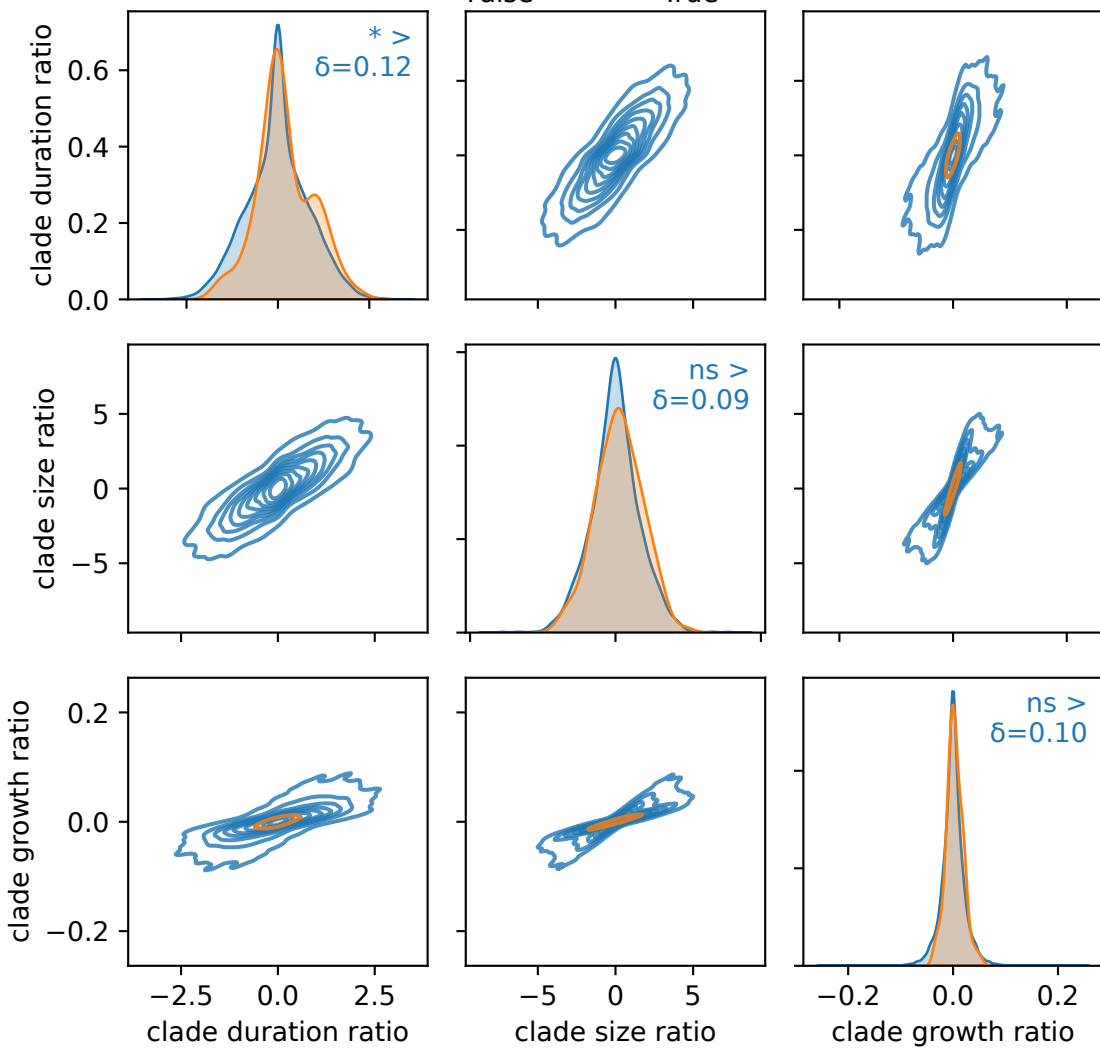 clade duration ratio
0.6
0.4
0.2
0.0
* >
δ=0.12
clade size ratio
5
0
−5
ns >
δ=0.09
clade growth ratio
0.2
0.0
−0.2
ns >
δ=0.10
−2.5 0.0 2.5
−5 0 5
−0.2 0.0 0.2
clade duration ratio
clade size ratio
clade growth ratio